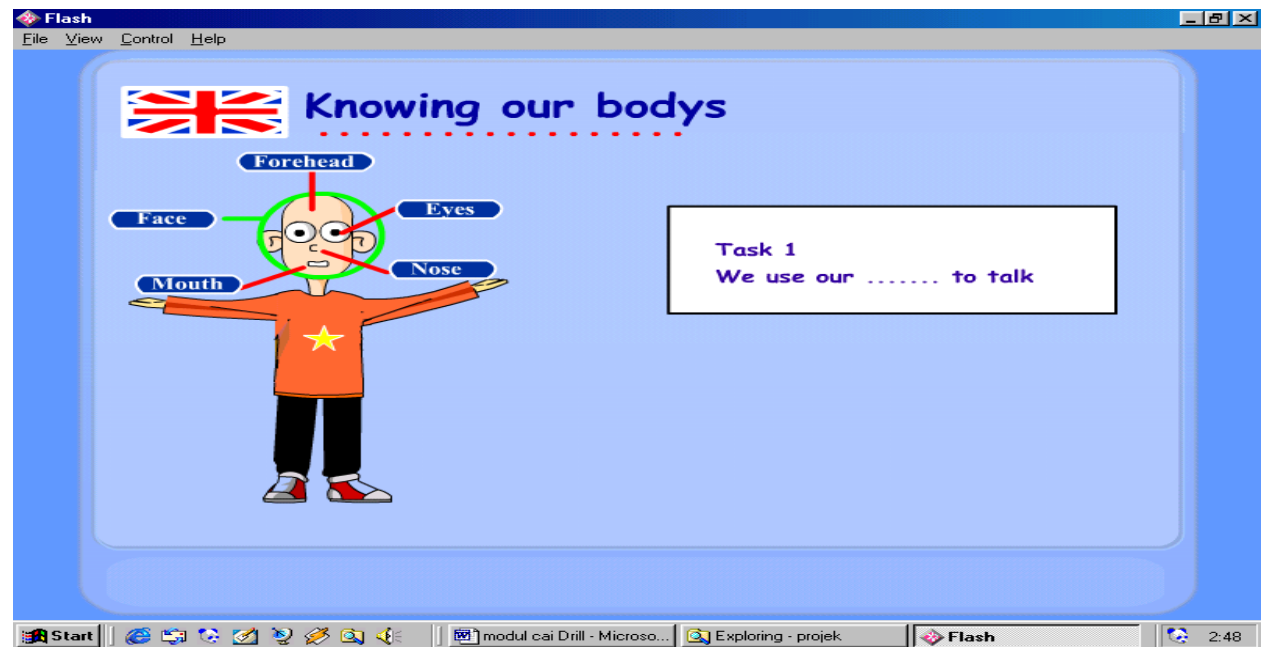 Flash
File View Control Help
Knowing our bodys
Forehead
Face
Eyes
Mouth
Nose
Task 1
We use our ....... to talk
Start
modul cai Drill - Microso...
Exploring - projek
Flash
2:48